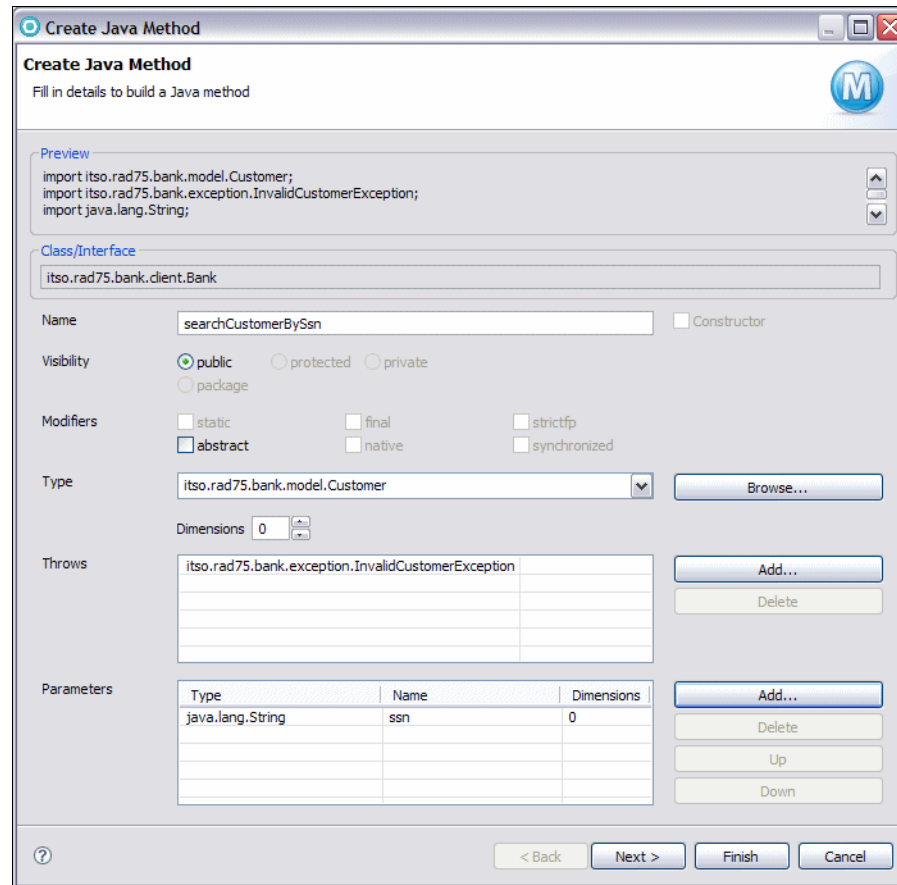 Create Java Method
Create Java Method
Fill in details to build a Java method
M
Preview
import itso.rad75.bank.model.Customer;
import itso.rad75.bank.exception.InvalidCustomerException;
import java.lang.String;
Class/Interface
itso.rad75.bank.client.Bank
Name searchCustomerBySsn Constructor
Visibility public protected private
package
Modifiers static final strictfp
abstract native synchronized
Type itso.rad75.bank.model.Customer Browse...
Dimensions 0
Throws itso.rad75.bank.exception.InvalidCustomerException Add...
Delete
Parameters Type Name Dimensions Add...
java.lang.String ssn 0
Delete
Up
Down
? < Back Next > Finish Cancel